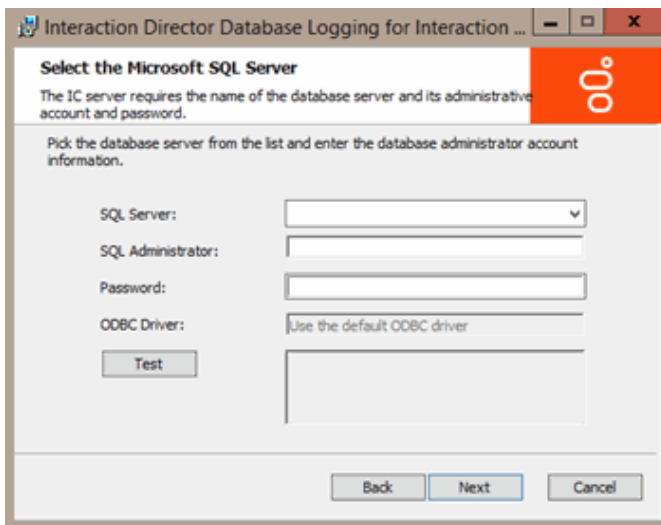 Interaction Director Database Logging for Interaction ...
Select the Microsoft SQL Server
The IC server requires the name of the database server and its administrative
account and password.
Pick the database server from the list and enter the database administrator account
information.
SQL Server:
SQL Administrator:
Password:
ODBC Driver: Use the default ODBC driver
Test
Back Next Cancel